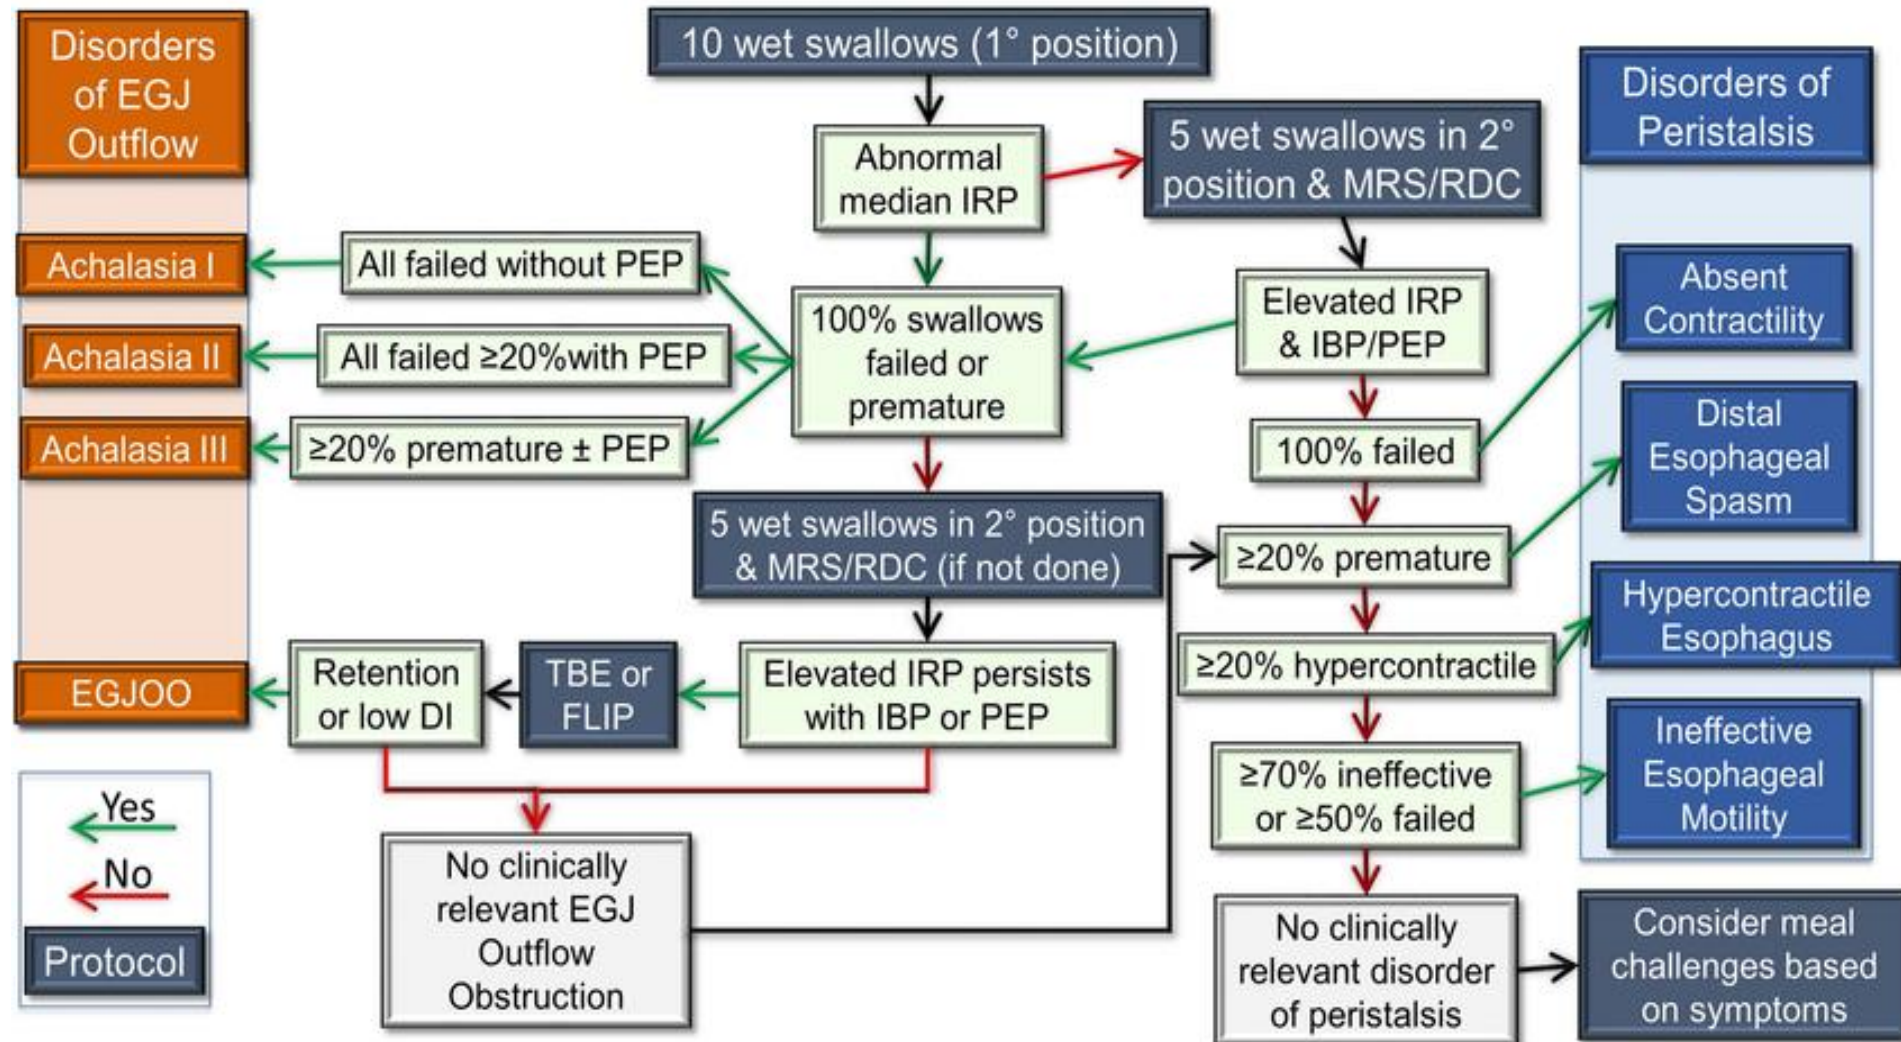 Disorders
of EGJ
Outflow
Achalasia I
Achalasia II
Achalasia III
EGJOO
Yes
No
Protocol
10 wet swallows (1° position)
Abnormal
median IRP
5 wet swallows in 2°
position & MRS/RDC
All failed without PEP
All failed ≥20%with PEP
≥20% premature ± PEP
100% swallows
failed or
premature
Elevated IRP
& IBP/PEP
100% failed
5 wet swallows in 2° position
& MRS/RDC (if not done)
≥20% premature
≥20% hypercontractile
Retention
or low DI
TBE or
FLIP
Elevated IRP persists
with IBP or PEP
≥70% ineffective
or ≥50% failed
No clinically
relevant EGJ
Outflow
Obstruction
No clinically
relevant disorder
of peristalsis
Disorders of
Peristalsis
Absent
Contractility
Distal
Esophageal
Spasm
Hypercontractile
Esophagus
Ineffective
Esophageal
Motility
Consider meal
challenges based
on symptoms